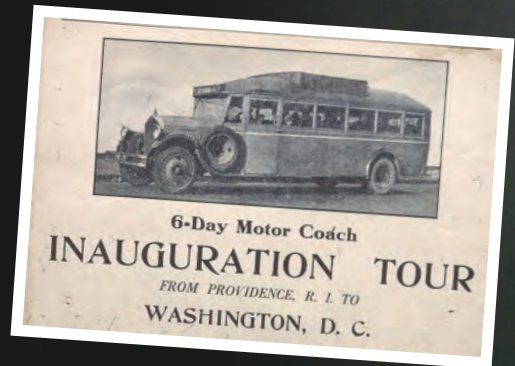 6-Day Motor Coach
INAUGURATION TOUR
FROM PROVIDENCE, R. I. TO
WASHINGTON, D. C.